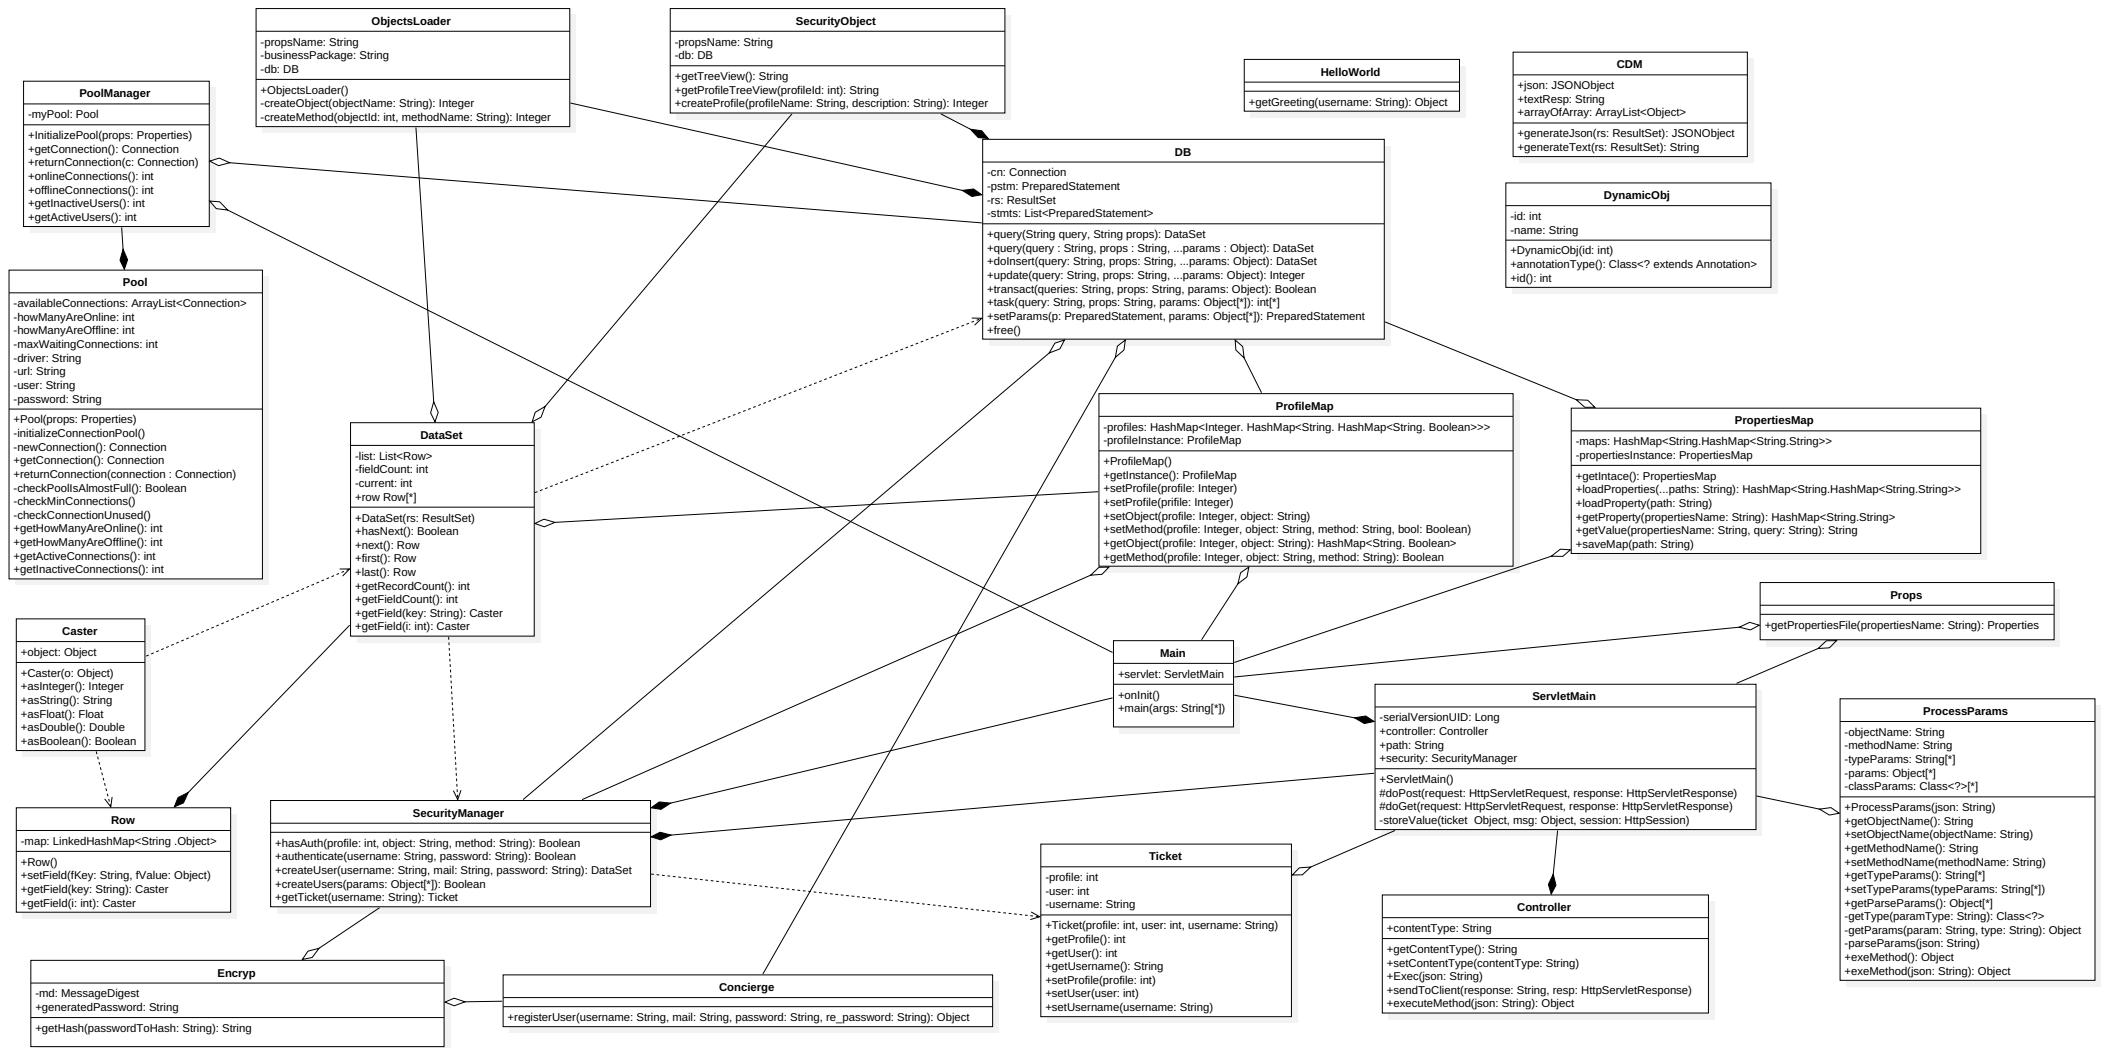 ObjectsLoader
-propsName: String
-businessPackage: String
-db: DB
+ObjectsLoader()
-createObject(objectName: String): Integer
-createMethod(objectId: int, methodName: String): Integer
SecurityObject
-propsName: String
-db: DB
+getTreeView(): String
+getProfileTreeView(profileId: int): String
+createProfile(profileName: String, description: String): Integer
HelloWorld
+getGreeting(username: String): Object
CDM
+json: JSONObject
+textResp: String
+arrayOfArray: ArrayList<Object>
+generateJson(rs: ResultSet): JSONObject
+generateText(rs: ResultSet): String
PoolManager
-myPool: Pool
+InitializePool(props: Properties)
+getConnection(): Connection
+returnConnection(c: Connection)
+onlineConnections(): int
+offlineConnections(): int
+getInactiveUsers(): int
+getActiveUsers(): int
DB
-cn: Connection
-pstm: PreparedStatement
-rs: ResultSet
-stmts: List<PreparedStatement>
+query(String query, String props): DataSet
+query(query : String, props : String, ...params : Object): DataSet
+doInsert(query: String, props: String, ...params: Object): DataSet
+update(query: String, props: String, ...params: Object): Integer
+transact(queries: String, props: String, params: Object): Boolean
+task(query: String, props: String, params: Object[*]): int[*]
+setParams(p: PreparedStatement, params: Object[*]): PreparedStatement
+free()
DynamicObj
-id: int
-name: String
+DynamicObj(id: int)
+annotationType(): Class<? extends Annotation>
+id(): int
Pool
-availableConnections: ArrayList<Connection>
-howManyAreOnline: int
-howManyAreOffline: int
-maxWaitingConnections: int
-driver: String
-url: String
-user: String
-password: String
+Pool(props: Properties)
-initializeConnectionPool()
-newConnection(): Connection
+getConnection(): Connection
+returnConnection(connection : Connection)
-checkPoolIsAlmostFull(): Boolean
-checkMinConnections()
-checkConnectionUnused()
+getHowManyAreOnline(): int
+getHowManyAreOffline(): int
+getActiveConnections(): int
+getInactiveConnections(): int
DataSet
-list: List<Row>
-fieldCount: int
-current: int
+row Row[*]
+DataSet(rs: ResultSet)
+hasNext(): Boolean
+next(): Row
+first(): Row
+last(): Row
+getRecordCount(): int
+getFieldCount(): int
+getField(key: String): Caster
+getField(i: int): Caster
ProfileMap
-profiles: HashMap<Integer. HashMap<String. HashMap<String. Boolean>>>
-profileInstance: ProfileMap
+ProfileMap()
+getInstance(): ProfileMap
+setProfile(profile: Integer)
+setProfile(prifile: Integer)
+setObject(profile: Integer, object: String)
+setMethod(profile: Integer, object: String, method: String, bool: Boolean)
+getObject(profile: Integer, object: String): HashMap<String. Boolean>
+getMethod(profile: Integer, object: String, method: String): Boolean
PropertiesMap
-maps: HashMap<String.HashMap<String.String>>
-propertiesInstance: PropertiesMap
+getIntace(): PropertiesMap
+loadProperties(...paths: String): HashMap<String.HashMap<String.String>>
+loadProperty(path: String)
+getProperty(propertiesName: String): HashMap<String.String>
+getValue(propertiesName: String, query: String): String
+saveMap(path: String)
Props
+getPropertiesFile(propertiesName: String): Properties
Caster
+object: Object
+Caster(o: Object)
+asInteger(): Integer
+asString(): String
+asFloat(): Float
+asDouble(): Double
+asBoolean(): Boolean
Main
+servlet: ServletMain
+onInit()
+main(args: String[*])
ServletMain
-serialVersionUID: Long
+controller: Controller
+path: String
+security: SecurityManager
+ServletMain()
#doPost(request: HttpServletRequest, response: HttpServletResponse)
#doGet(request: HttpServletRequest, response: HttpServletResponse)
-storeValue(ticket Object, msg: Object, session: HttpSession)
ProcessParams
-objectName: String
-methodName: String
-typeParams: String[*]
-params: Object[*]
-classParams: Class<?>[*]
+ProcessParams(json: String)
+getObjectName(): String
+setObjectName(objectName: String)
+getMethodName(): String
+setMethodName(methodName: String)
+getTypeParams(): String[*]
+setTypeParams(typeParams: String[*])
+getParseParams(): Object[*]
-getType(paramType: String): Class<?>
-getParams(param: String, type: String): Object
-parseParams(json: String)
+exeMethod(): Object
+exeMethod(json: String): Object
Row
-map: LinkedHashMap<String .Object>
+Row()
+setField(fKey: String, fValue: Object)
+getField(key: String): Caster
+getField(i: int): Caster
SecurityManager
+hasAuth(profile: int, object: String, method: String): Boolean
+authenticate(username: String, password: String): Boolean
+createUser(username: String, mail: String, password: String): DataSet
+createUsers(params: Object[*]): Boolean
+getTicket(username: String): Ticket
Ticket
-profile: int
-user: int
-username: String
+Ticket(profile: int, user: int, username: String)
+getProfile(): int
+getUser(): int
+getUsername(): String
+setProfile(profile: int)
+setUser(user: int)
+setUsername(username: String)
Controller
+contentType: String
+getContentType(): String
+setContentType(contentType: String)
+Exec(json: String)
+sendToClient(response: String, resp: HttpServletResponse)
+executeMethod(json: String): Object
Encryp
-md: MessageDigest
+generatedPassword: String
+getHash(passwordToHash: String): String
Concierge
+registerUser(username: String, mail: String, password: String, re_password: String): Object